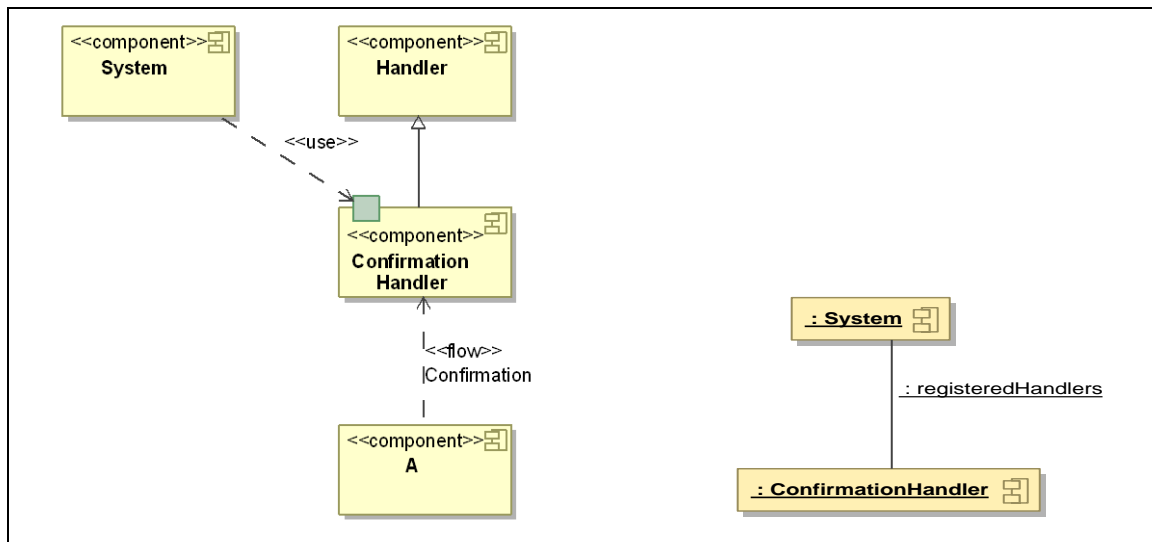 <<component>>
System
<<component>>
Handler
<<use>>
<<component>>
Confirmation
Handler
<<flow>>
Confirmation
<<component>>
A
: System
: registeredHandlers
: ConfirmationHandler